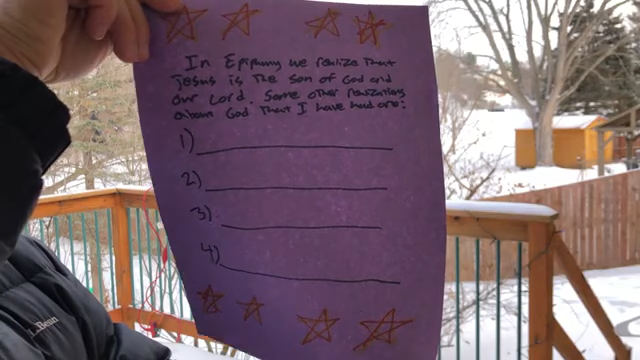 In Epiphany we realize that
Jesus is the son of God and
our Lord. Some other realizations
about God that I have had are:
1)
2)
3)
4)
L.L.Bean